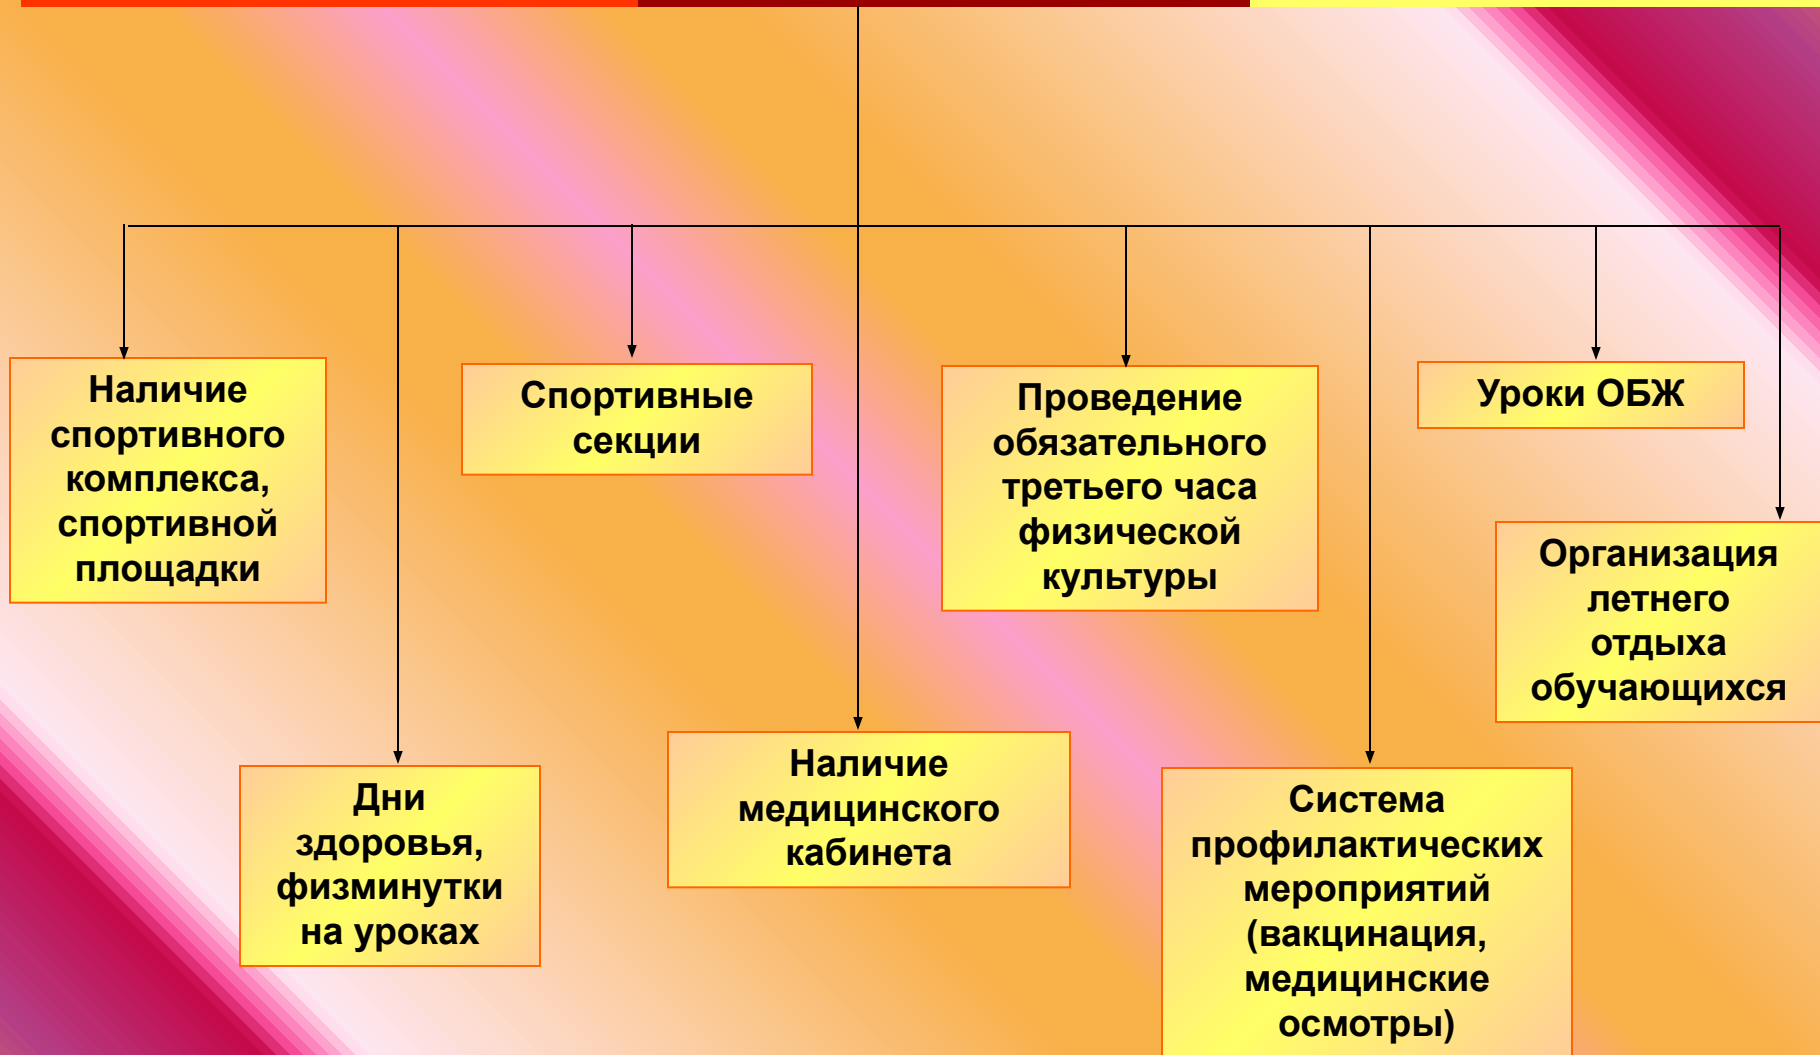 Наличие
спортивного
комплекса,
спортивной
площадки
Спортивные
секции
Проведение
обязательного
третьего часа
физической
культуры
Уроки ОБЖ
Организация
летнего
отдыха
обучающихся
Дни
здоровья,
физминутки
на уроках
Наличие
медицинского
кабинета
Система
профилактических
мероприятий
(вакцинация,
медицинские
осмотры)